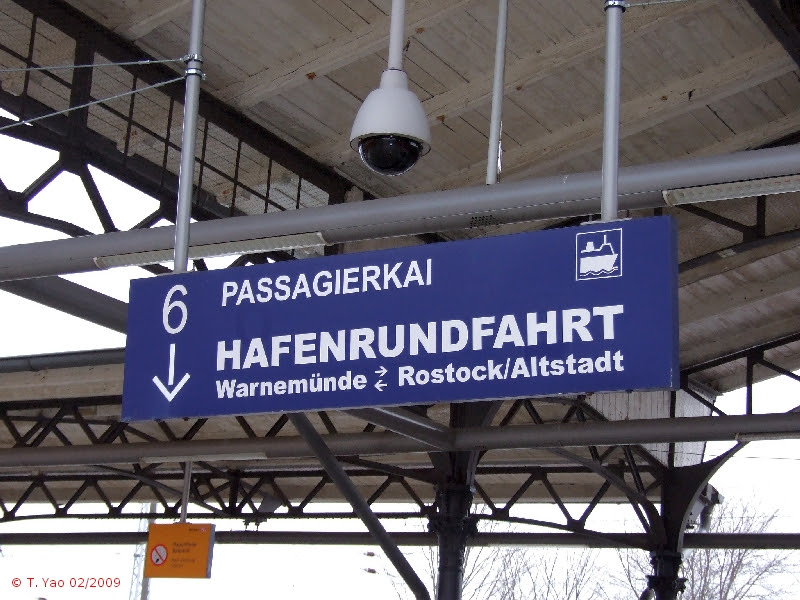 6 PASSAGIERKAI
HAFENRUNDFAHRT
Warnemünde Rostock/Altstadt
© T. Yao 02/2009